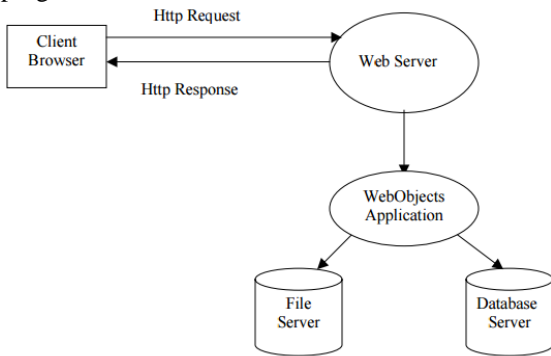 Http Request
Client
Browser
Web Server
Http Response
WebObjects
Application
File
Server
Database
Server